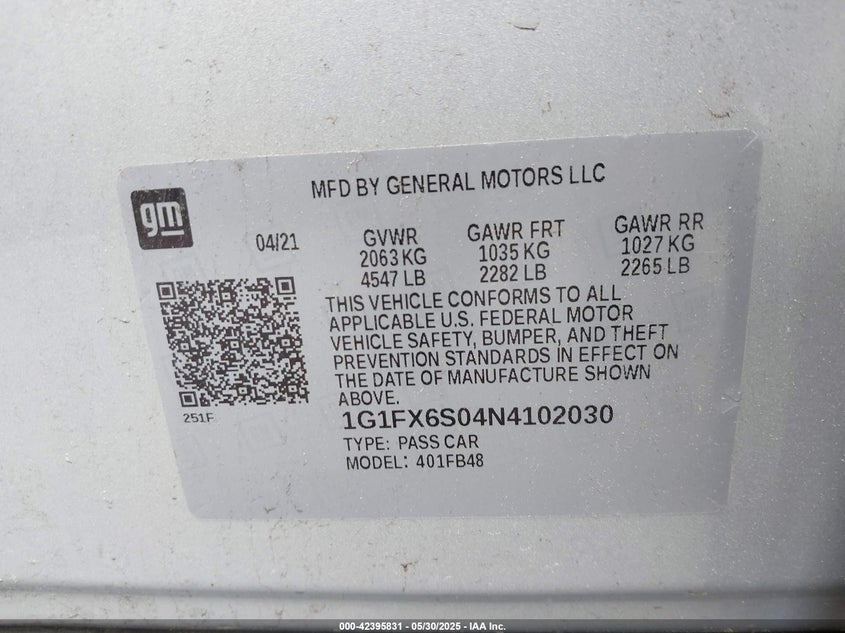 MFD BY GENERAL MOTORS LLC
gm
04/21
GVWR
2063 KG
4547 LB
GAWR FRT
1035 KG
2282 LB
GAWR RR
1027 KG
2265 LB
THIS VEHICLE CONFORMS TO ALL
APPLICABLE U.S. FEDERAL MOTOR
VEHICLE SAFETY, BUMPER, AND THEFT
PREVENTION STANDARDS IN EFFECT ON
THE DATE OF MANUFACTURE SHOWN
ABOVE.
251F
1G1FX6S04N4102030
TYPE: PASS CAR
MODEL: 401FB48
000-42395831 - 05/30/2025 - IAA Inc.